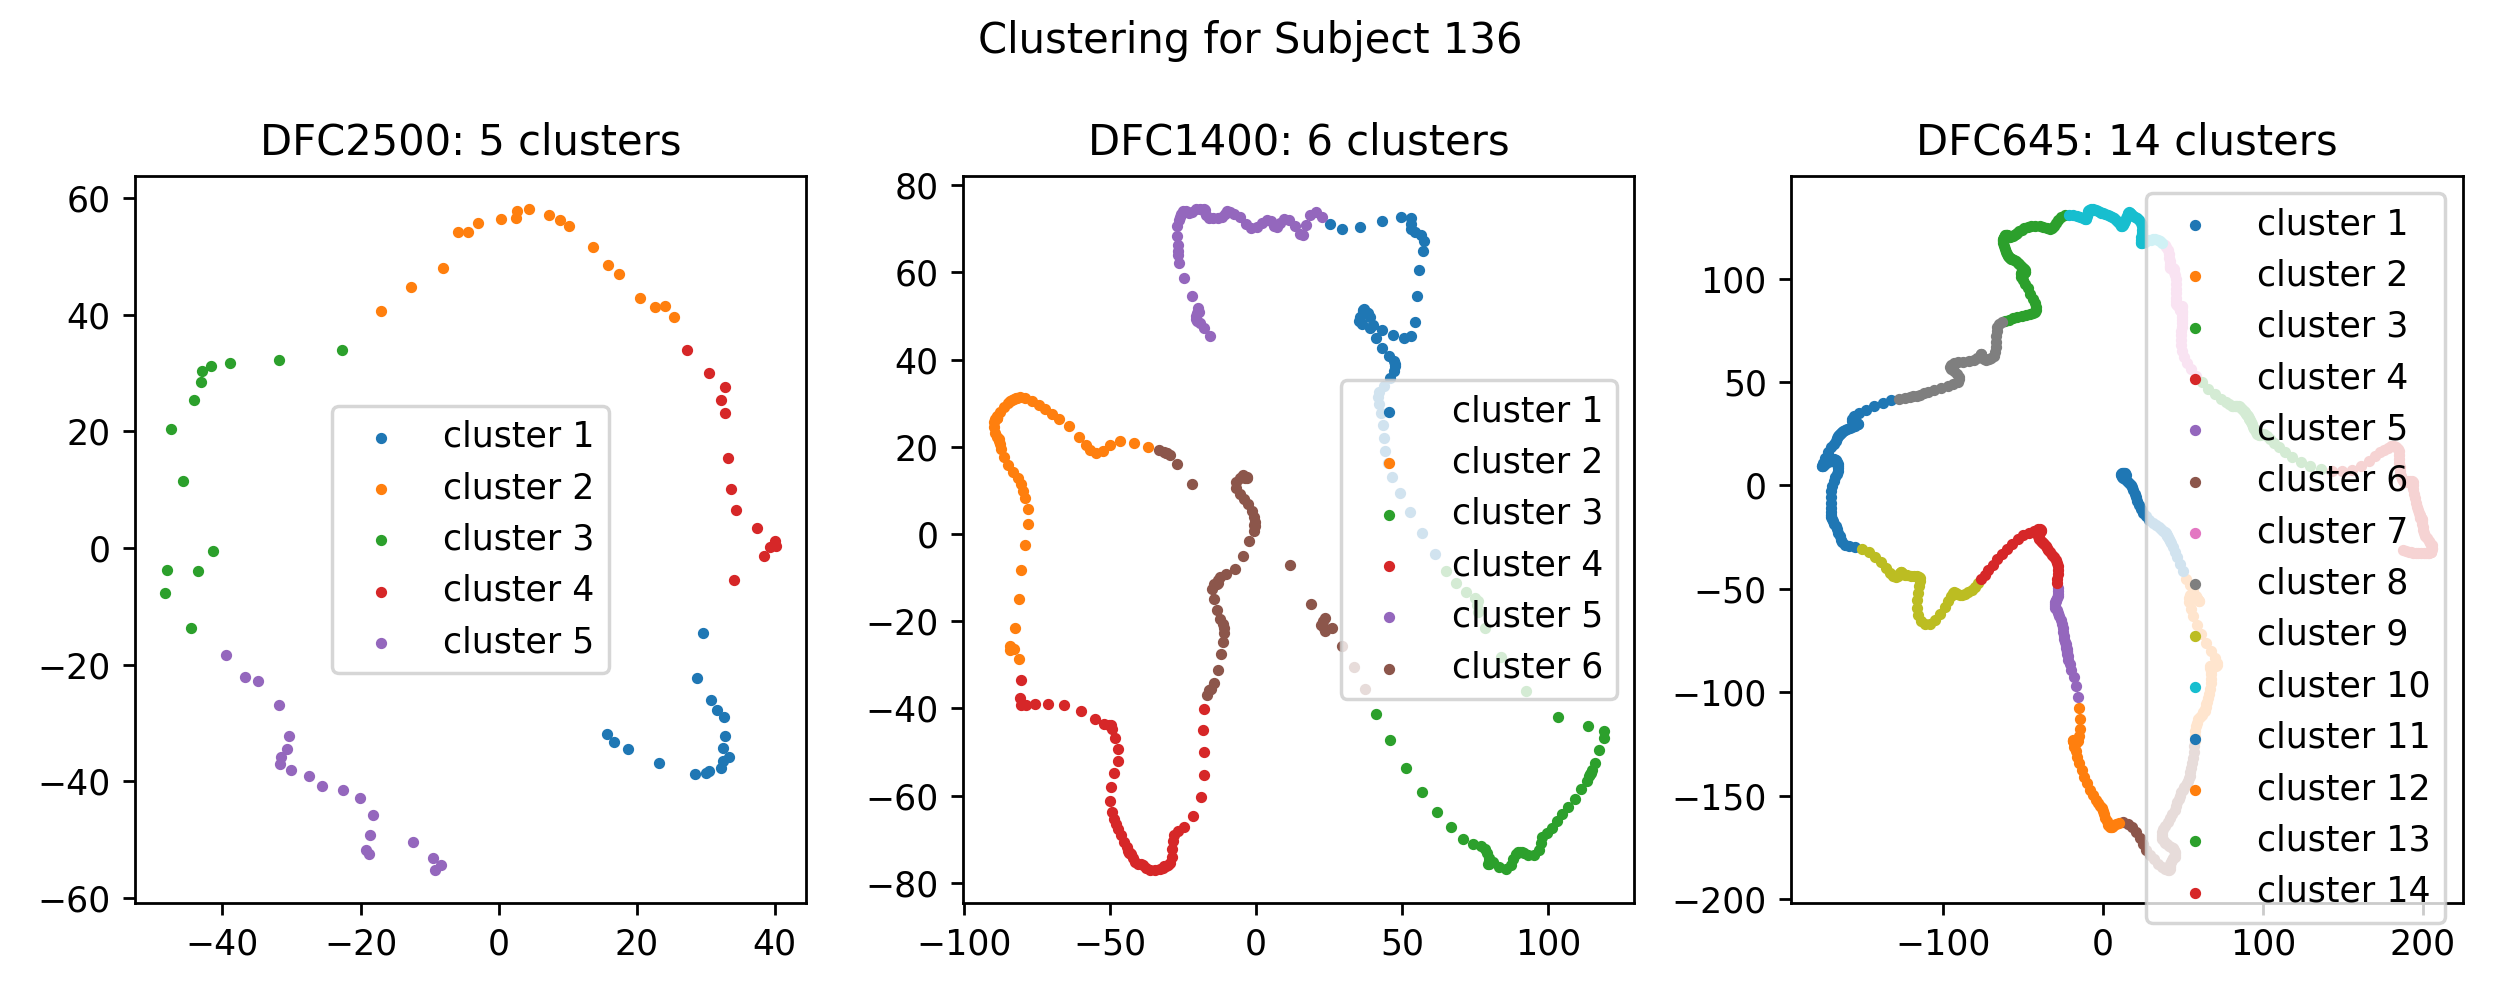 Clustering for Subject 136
DFC2500: 5 clusters
60
40
20
0
−20
−40
−60
−40
−20
0
20
40
cluster 1
cluster 2
cluster 3
cluster 4
cluster 5
DFC1400: 6 clusters
80
60
40
20
0
−20
−40
−60
−80
−100
−50
0
50
100
cluster 1
cluster 2
cluster 3
cluster 4
cluster 5
cluster 6
DFC645: 14 clusters
100
50
0
−50
−100
−150
−200
−100
0
100
200
cluster 1
cluster 2
cluster 3
cluster 4
cluster 5
cluster 6
cluster 7
cluster 8
cluster 9
cluster 10
cluster 11
cluster 12
cluster 13
cluster 14